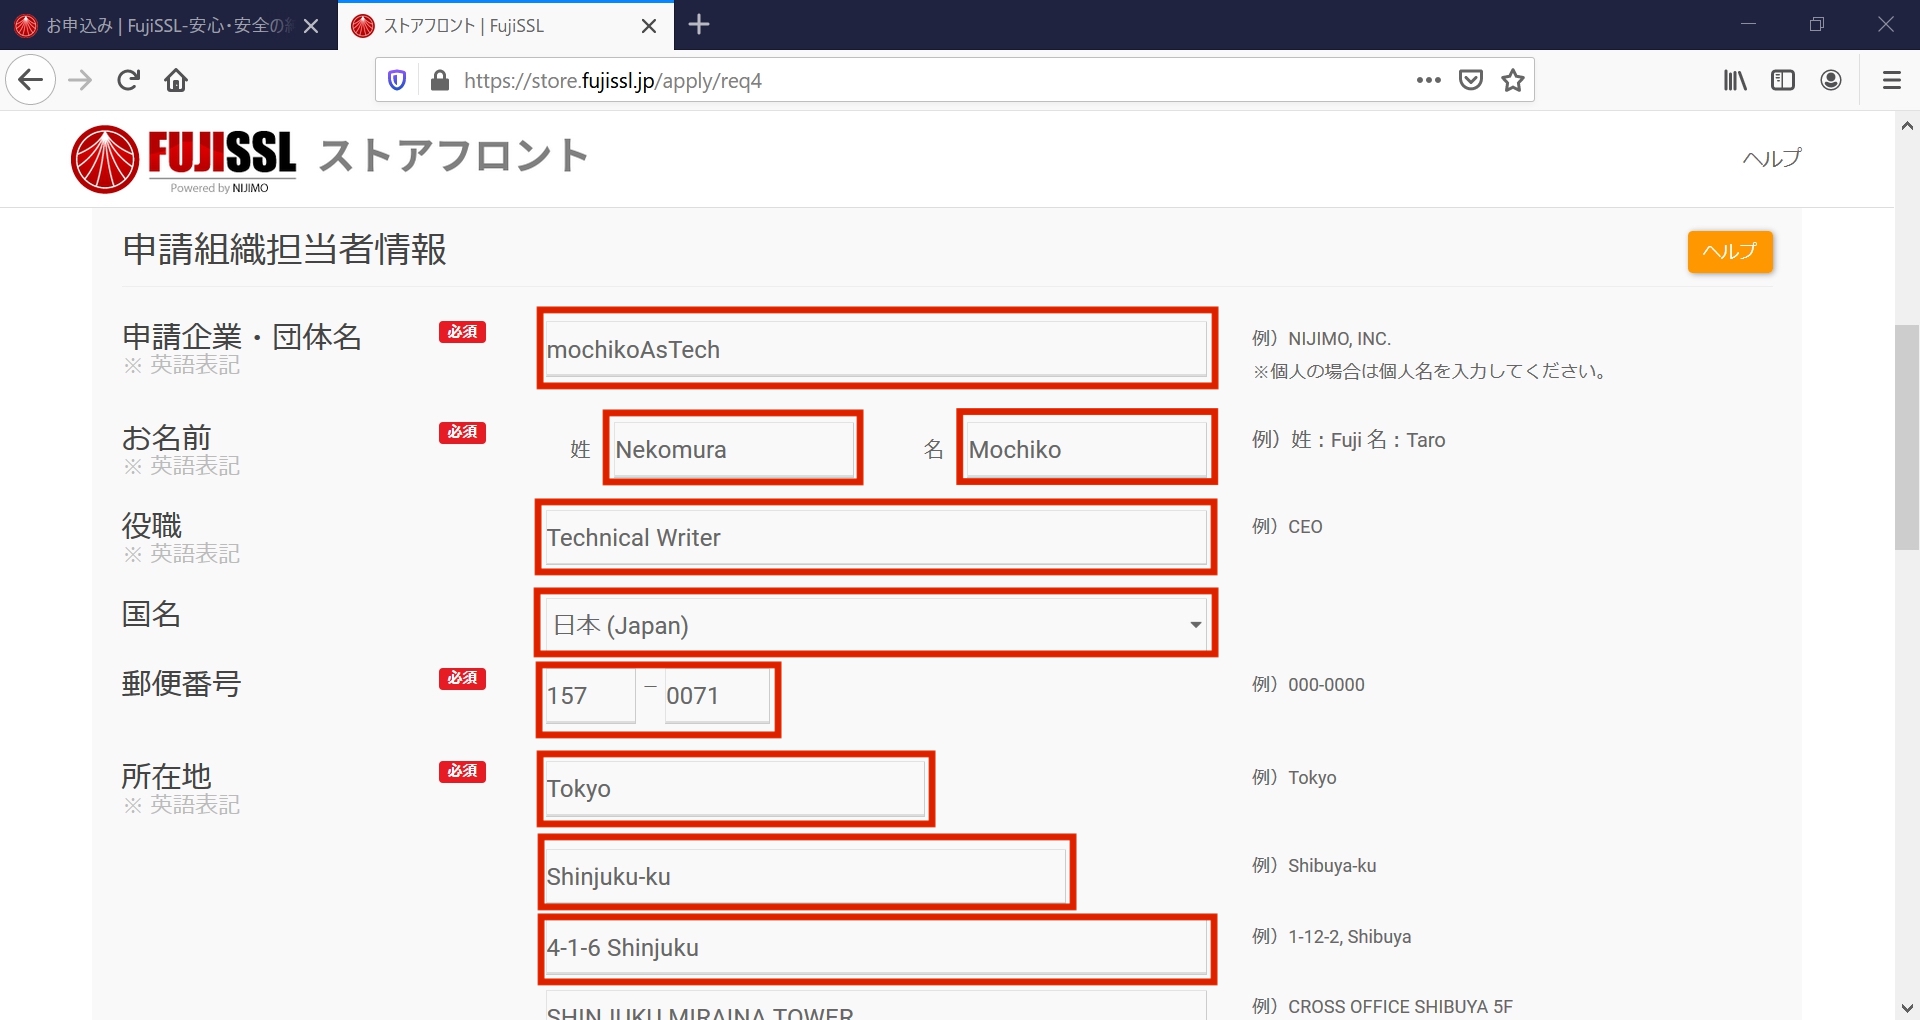 お申込み | FujiSSL-安心・安全の
ストアフロント | FujiSSL
https://store.fujissl.jp/apply/req4
FUJISSL ストアフロント
Powered by NIJIMO
ヘルプ
申請組織担当者情報
ヘルプ
申請企業・団体名 必須 mochikoAsTech 例）NIJIMO, INC.
※ 英語表記 ※個人の場合は個人名を入力してください。
お名前 必須 姓 Nekomura 名 Mochiko 例）姓：Fuji 名：Taro
※ 英語表記
役職 Technical Writer 例）CEO
※ 英語表記
国名 日本 (Japan)
郵便番号 必須 157 – 0071 例）000-0000
所在地 必須 Tokyo 例）Tokyo
※ 英語表記
Shinjuku-ku 例）Shibuya-ku
4-1-6 Shinjuku 例）1-12-2, Shibuya
SHINJUKU MIRAINA TOWER 例）CROSS OFFICE SHIBUYA 5F